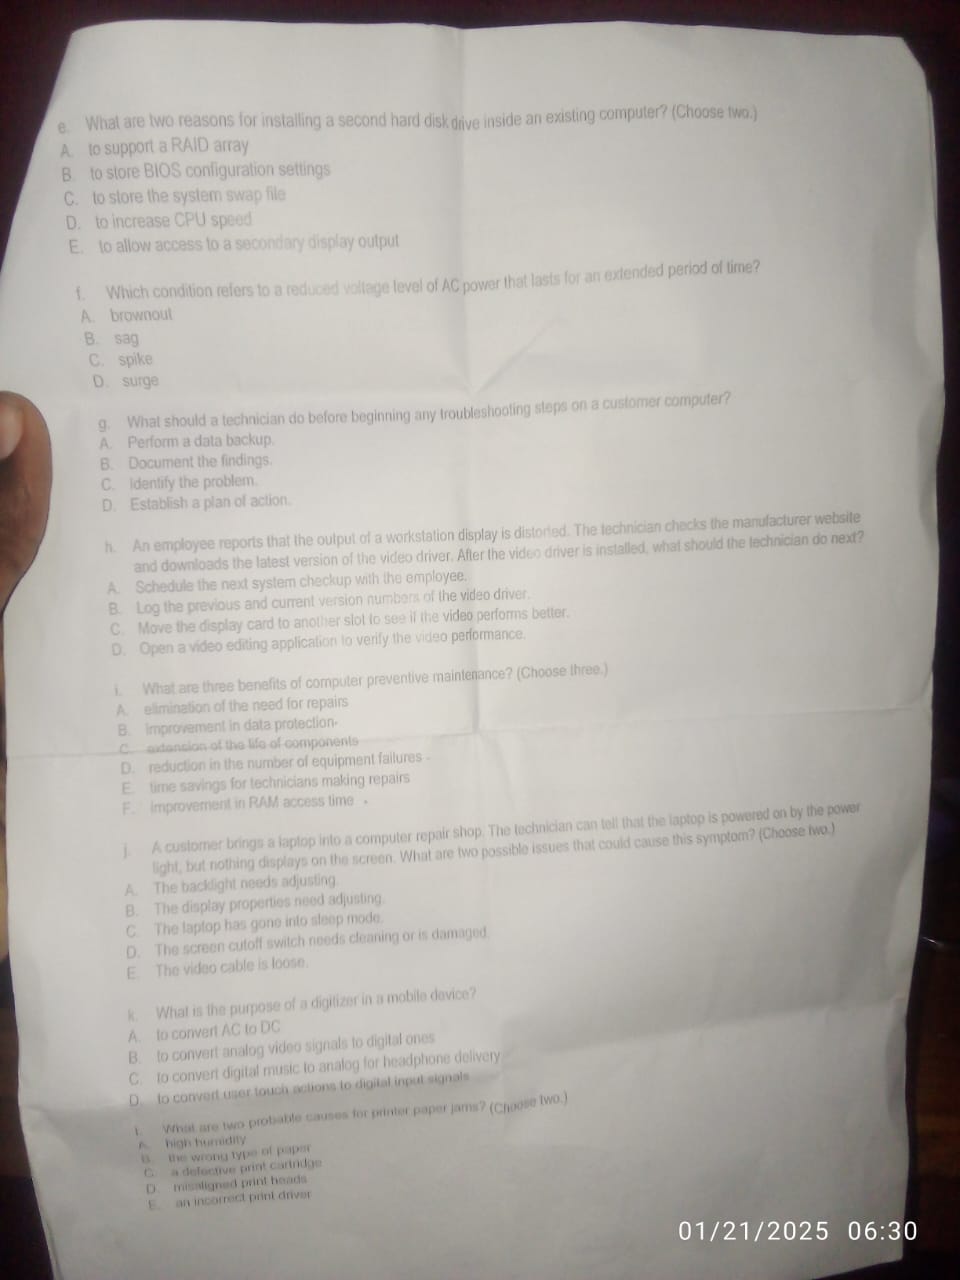 e. What are two reasons for installing a second hard disk drive inside an existing computer? (Choose two.)
A. to support a RAID array
B. to store BIOS configuration settings
C. to store the system swap file
D. to increase CPU speed
E. to allow access to a secondary display output
f. Which condition refers to a reduced voltage level of AC power that lasts for an extended period of time?
A. brownout
B. sag
C. spike
D. surge
g. What should a technician do before beginning any troubleshooting steps on a customer computer?
A. Perform a data backup.
B. Document the findings.
C. Identify the problem.
D. Establish a plan of action.
h. An employee reports that the output of a workstation display is distorted. The technician checks the manufacturer website
and downloads the latest version of the video driver. After the video driver is installed, what should the technician do next?
A. Schedule the next system checkup with the employee.
B. Log the previous and current version numbers of the video driver.
C. Move the display card to another slot to see if the video performs better.
D. Open a video editing application to verify the video performance.
i. What are three benefits of computer preventive maintenance? (Choose three.)
A. elimination of the need for repairs
B. improvement in data protection
C. extension of the life of components
D. reduction in the number of equipment failures
E. time savings for technicians making repairs
F. improvement in RAM access time
j. A customer brings a laptop into a computer repair shop. The technician can tell that the laptop is powered on by the power
light, but nothing displays on the screen. What are two possible issues that could cause this symptom? (Choose two.)
A. The backlight needs adjusting.
B. The display properties need adjusting.
C. The laptop has gone into sleep mode.
D. The screen cutoff switch needs cleaning or is damaged.
E. The video cable is loose.
k. What is the purpose of a digitizer in a mobile device?
A. to convert AC to DC
B. to convert analog video signals to digital ones
C. to convert digital music to analog for headphone delivery
D. to convert user touch actions to digital input signals
l. What are two probable causes for printer paper jams? (Choose two.)
A. high humidity
B. the wrong type of paper
C. a defective print cartridge
D. misaligned print heads
E. an incorrect print driver
01/21/2025 06:30